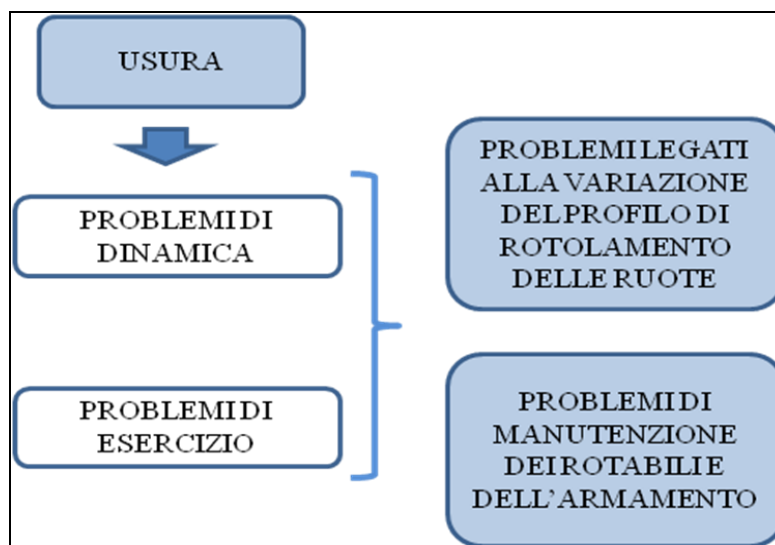 USURA
PROBLEMI DI
DINAMICA
PROBLEMI DI
ESERCIZIO
PROBLEMI LEGATI
ALLA VARIAZIONE
DEL PROFILO DI
ROTOLAMENTO
DELLE RUOTE
PROBLEMI DI
MANUTENZIONE
DEI ROTABILI E
DELL'ARMAMENTO